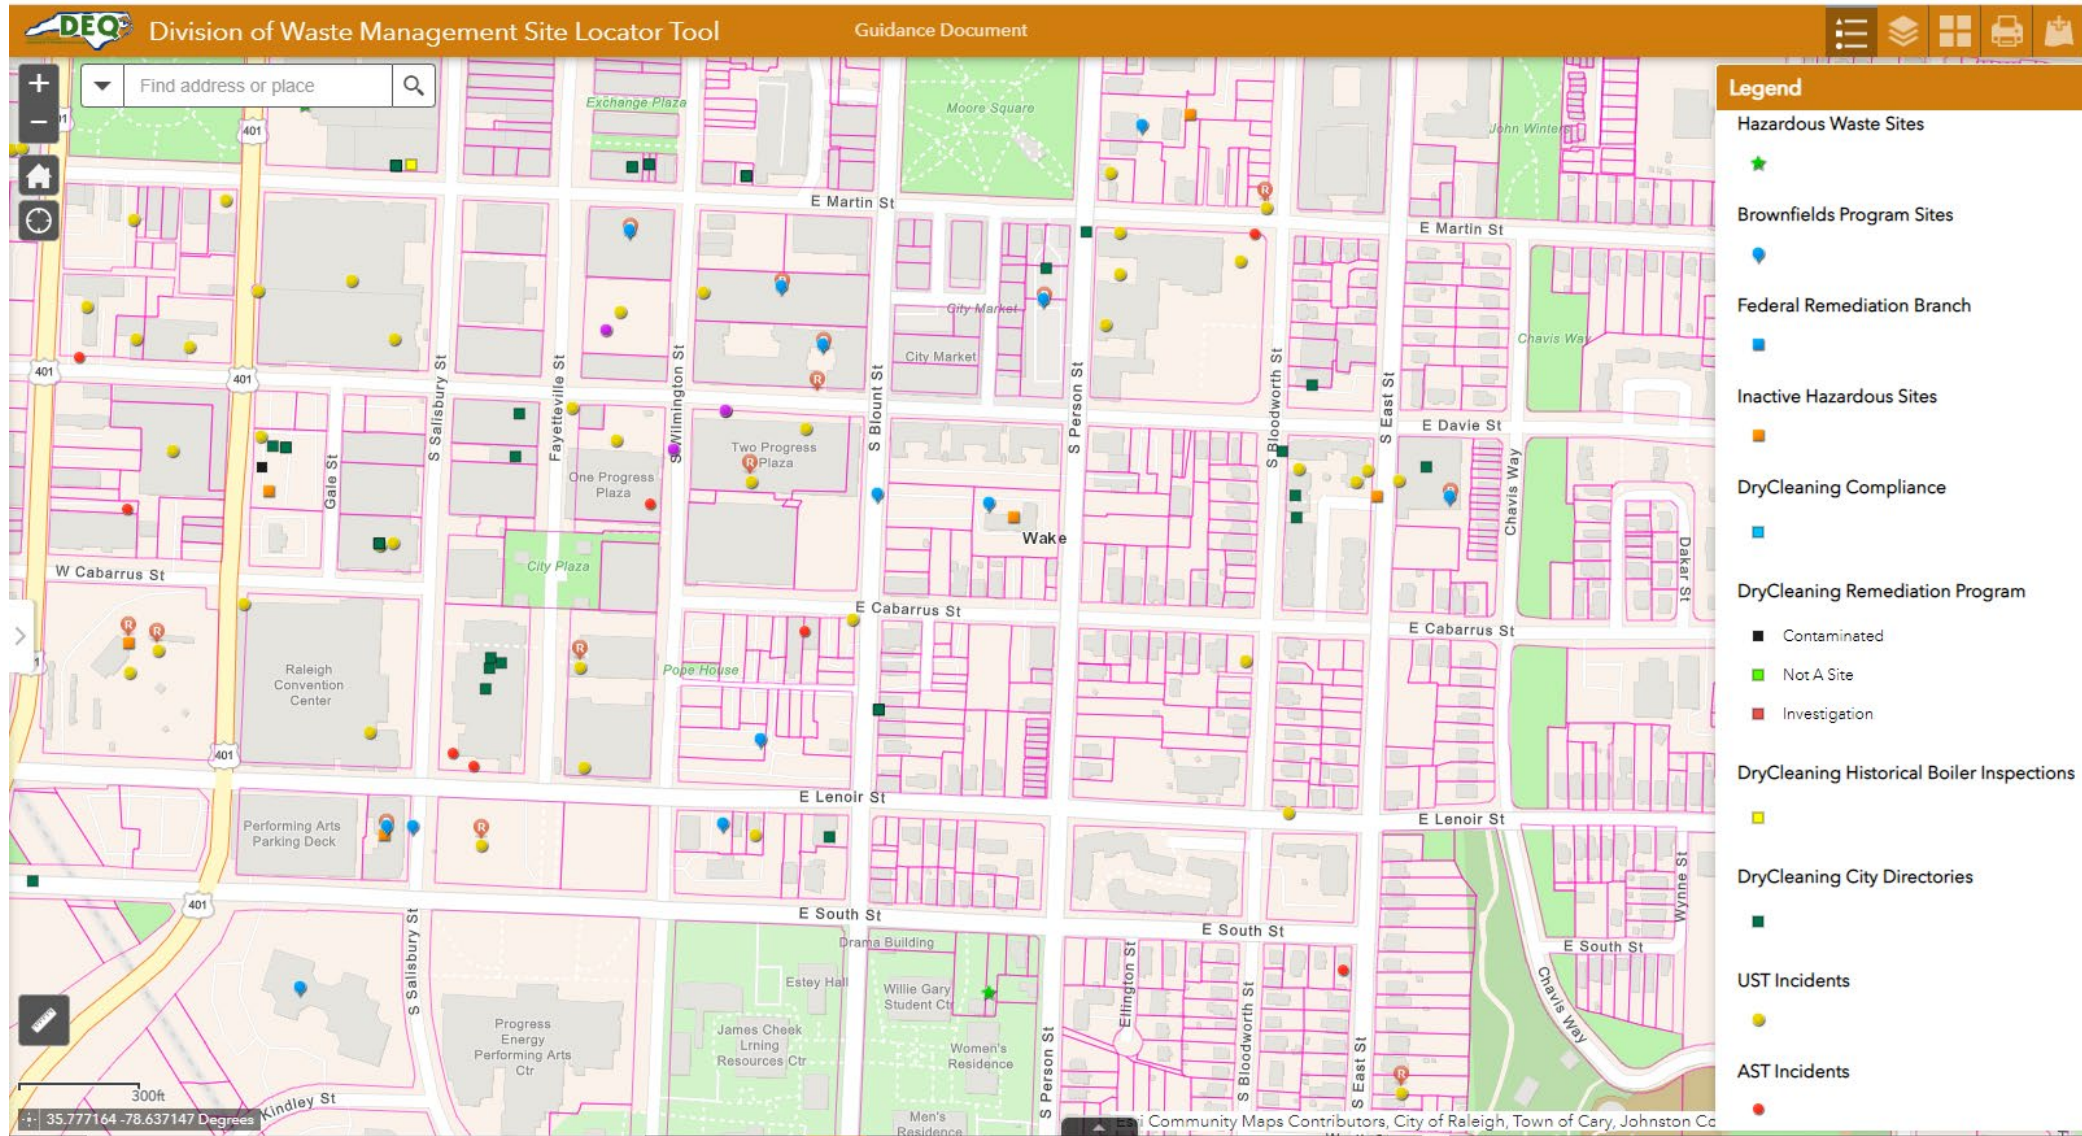 DEQ
Division of Waste Management Site Locator Tool
Guidance Document
Find address or place
Legend
Hazardous Waste Sites
Brownfields Program Sites
Federal Remediation Branch
Inactive Hazardous Sites
DryCleaning Compliance
DryCleaning Remediation Program
Contaminated
Not A Site
Investigation
DryCleaning Historical Boiler Inspections
DryCleaning City Directories
UST Incidents
AST Incidents
401
Exchange Plaza
Moore Square
John Winters
E Martin St
E Martin St
City Market
City Market
Chavis Way
401
401
S Salisbury St
Fayetteville St
S Wilmington St
S Blount St
S Person St
S Bloodworth St
S East St
E Davie St
Gale St
One Progress
Plaza
Two Progress
Plaza
R
Chavis Way
Wake
Dakar St
City Plaza
W Cabarrus St
E Cabarrus St
E Cabarrus St
R
R
R
Raleigh
Convention
Center
Pope House
401
E Lenoir St
E Lenoir St
Performing Arts
Parking Deck
R
401
E South St
E South St
E South St
Wynne St
S Salisbury St
Drama Building
Estey Hall
Willie Gary
Student Ctr
Ellington St
S Bloodworth St
S East St
Chavis Way
Progress
Energy
Performing Arts
Ctr
James Cheek
Lrning
Resources Ctr
Women's
Residence
S Person St
R
Men's
Residence
Kindley St
300ft
35.777164 -78.637147 Degrees
Community Maps Contributors, City of Raleigh, Town of Cary, Johnston Co